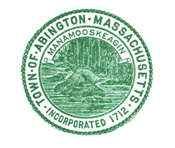 TOWN·OF·ABINGTON·MASSACHUSETTS·
MANAMOOSKEAGIN
INCORPORATED 1712